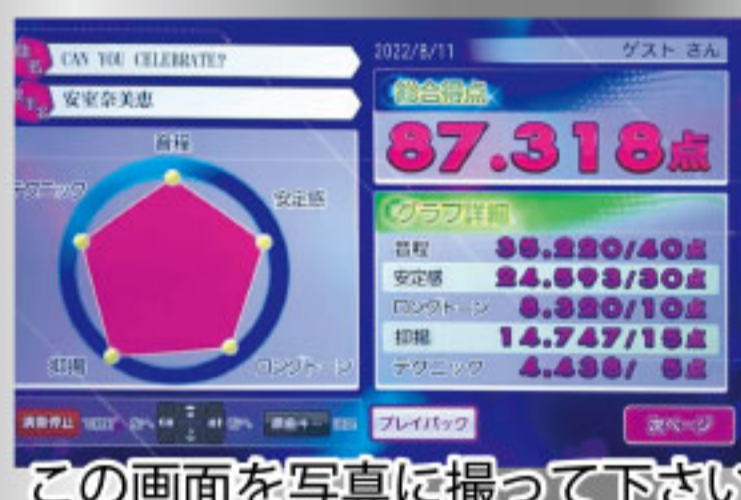 曲名 CAN YOU CELEBRATE?
安室奈美恵
2022/8/11 ゲスト さん
総合得点
87.318点
音程
安定感
ロングトーン
抑揚
テクニック
グラフ詳細
音程 35.220/40点
安定感 24.593/30点
ロングトーン 8.320/10点
抑揚 14.747/15点
テクニック 4.438/ 5点
演奏停止
原曲キー
プレイバック
次ページ
この画面を写真に撮って下さい